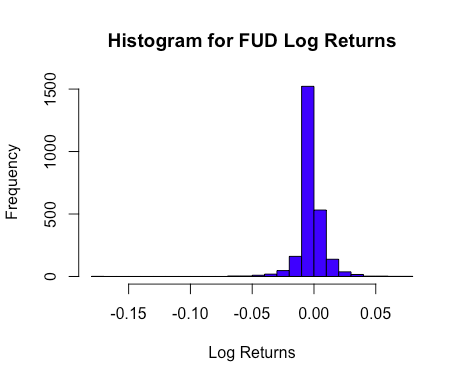 Histogram for FUD Log Returns
Frequency
1500
1000
500
0
-0.15 -0.10 -0.05 0.00 0.05
Log Returns